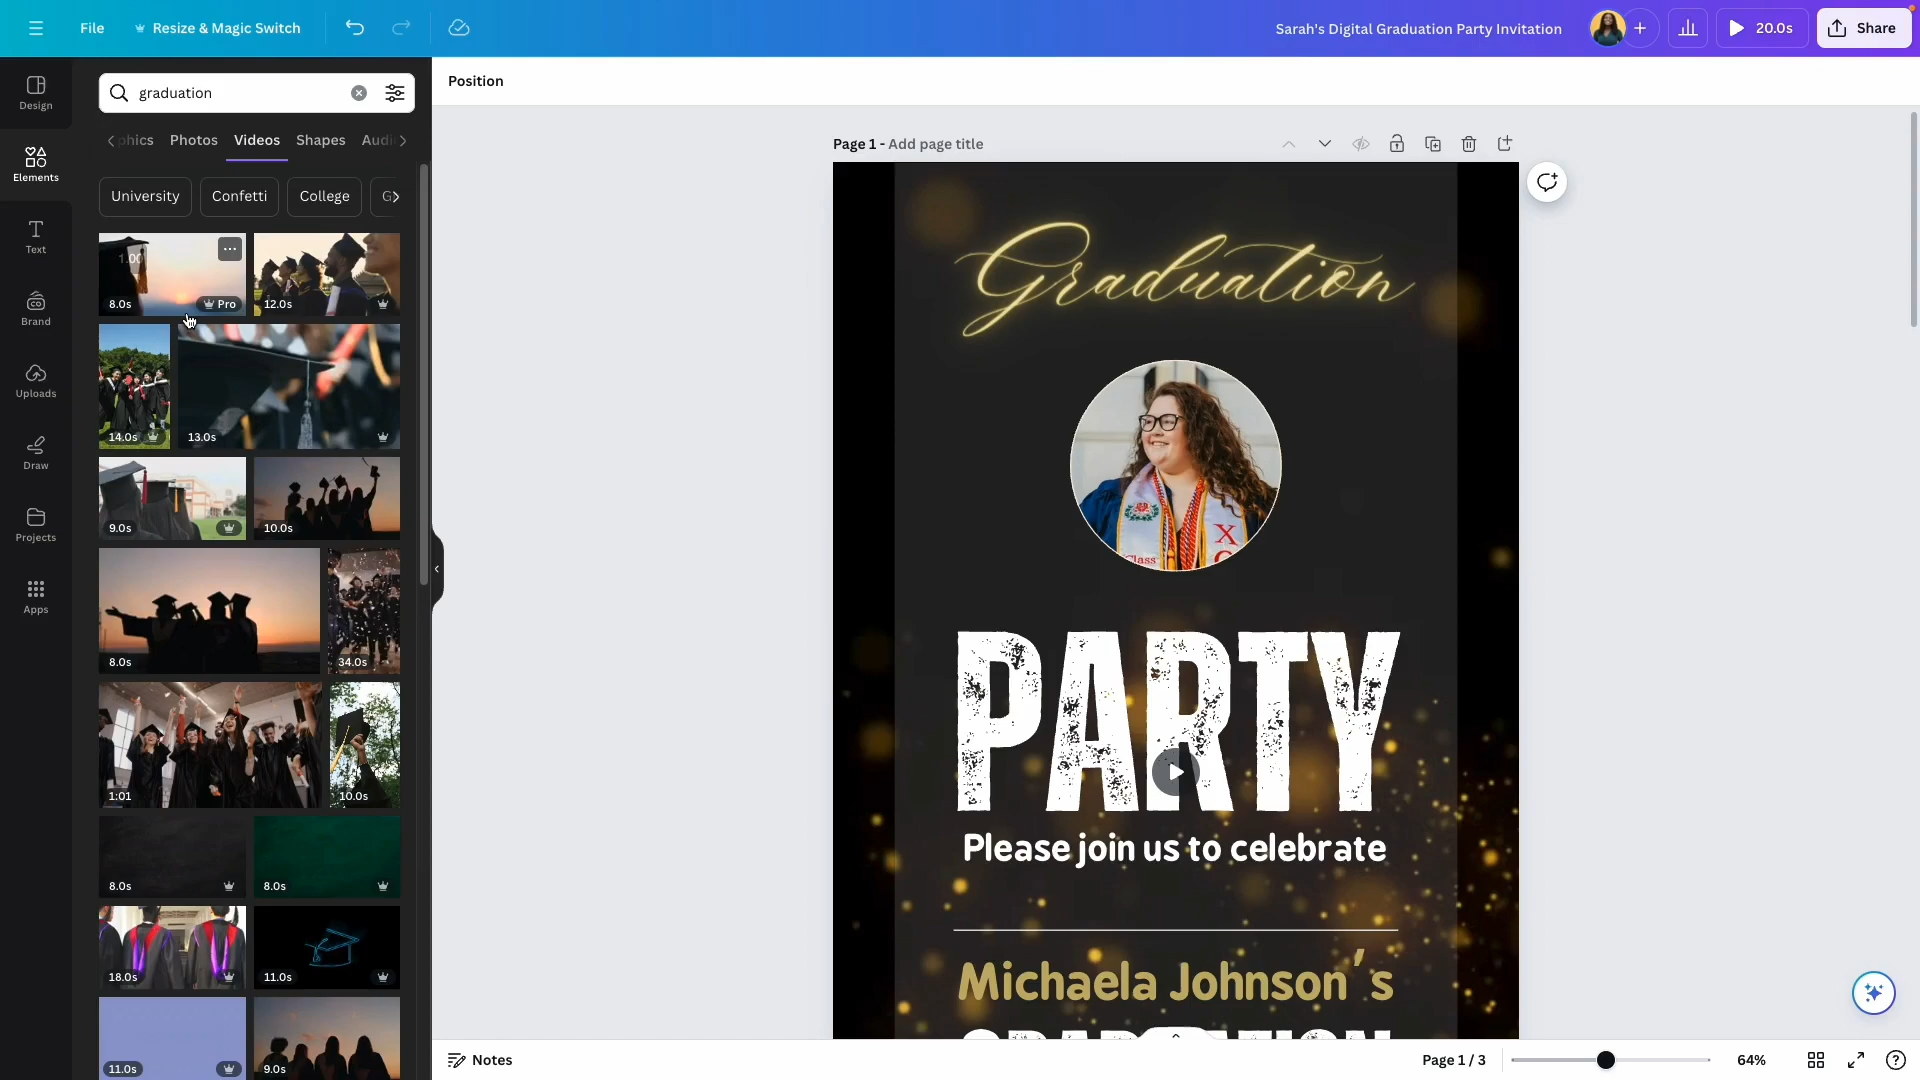 File
Resize & Magic Switch
Sarah's Digital Graduation Party Invitation
20.0s
Share
Design
Elements
Text
Brand
Uploads
Draw
Projects
Apps
graduation
Photos
Videos
Shapes
University
Confetti
College
1.00
8.0s
Pro
12.0s
14.0s
13.0s
9.0s
10.0s
8.0s
34.0s
1:01
10.0s
8.0s
8.0s
18.0s
11.0s
11.0s
9.0s
Position
Page 1 - Add page title
Graduation
Class
X
PARTY
Please join us to celebrate
Michaela Johnson's
GRADUATION
Notes
Page 1 / 3
64%